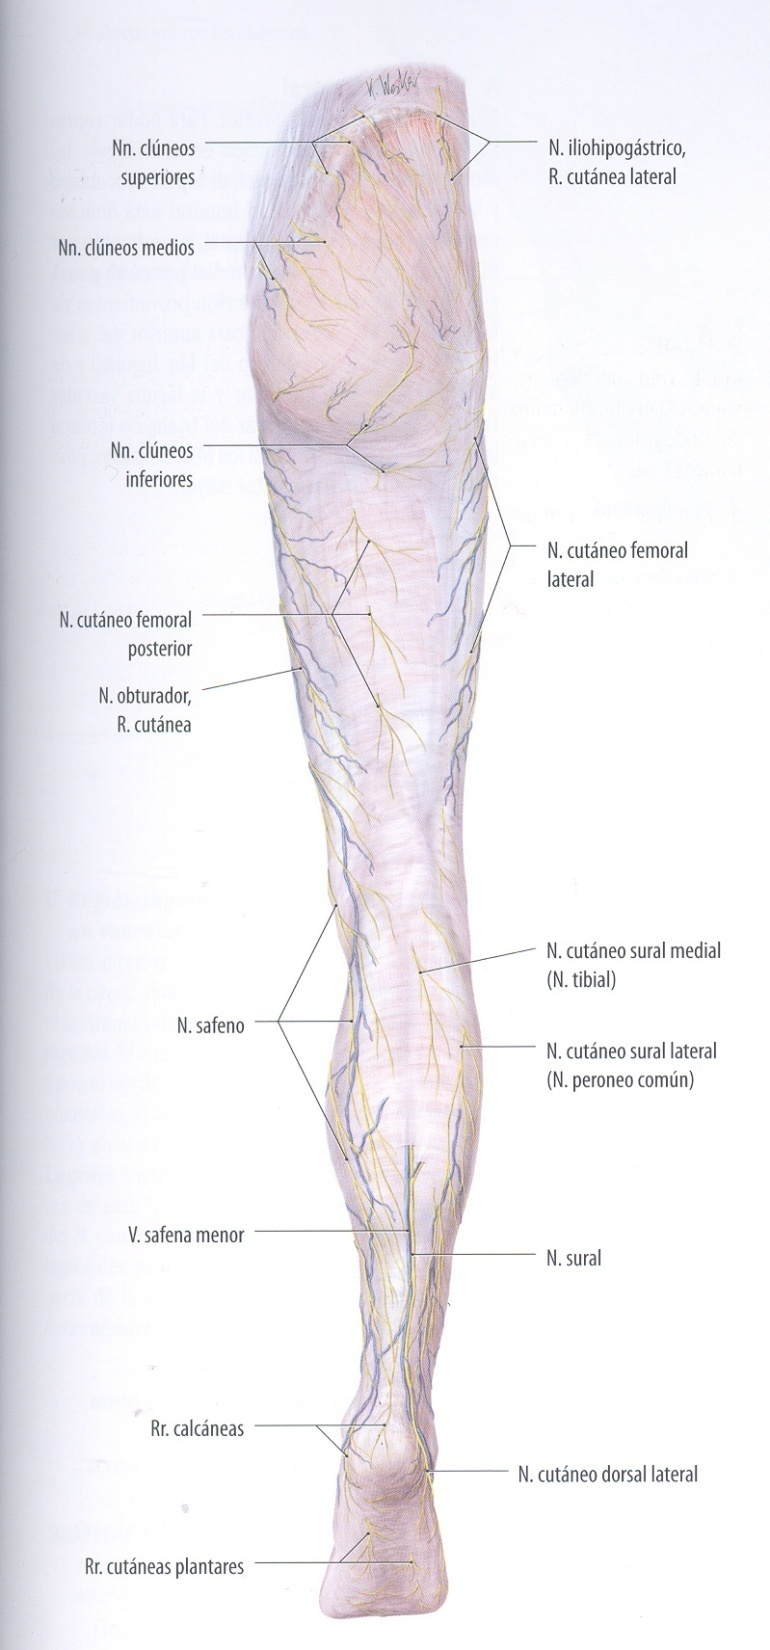 K. Wesker
Nn. clúneos
superiores
N. iliohipogástrico,
R. cutánea lateral
Nn. clúneos medios
Nn. clúneos
inferiores
N. cutáneo femoral
lateral
N. cutáneo femoral
posterior
N. obturador,
R. cutánea
N. cutáneo sural medial
(N. tibial)
N. safeno
N. cutáneo sural lateral
(N. peroneo común)
V. safena menor
N. sural
Rr. calcáneas
N. cutáneo dorsal lateral
Rr. cutáneas plantares